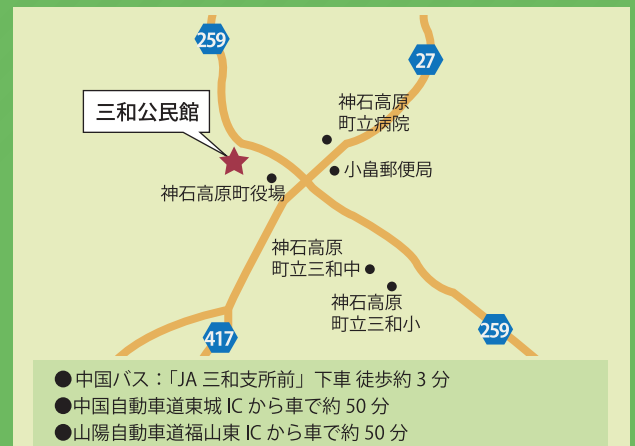 259
27
神石高原
町立病院
三和公民館
小畠郵便局
神石高原町役場
神石高原
町立三和中
神石高原
町立三和小
417
259
●中国バス：「JA 三和支所前」下車 徒歩約 3 分
●中国自動車道東城 IC から車で約 50 分
●山陽自動車道福山東 IC から車で約 50 分